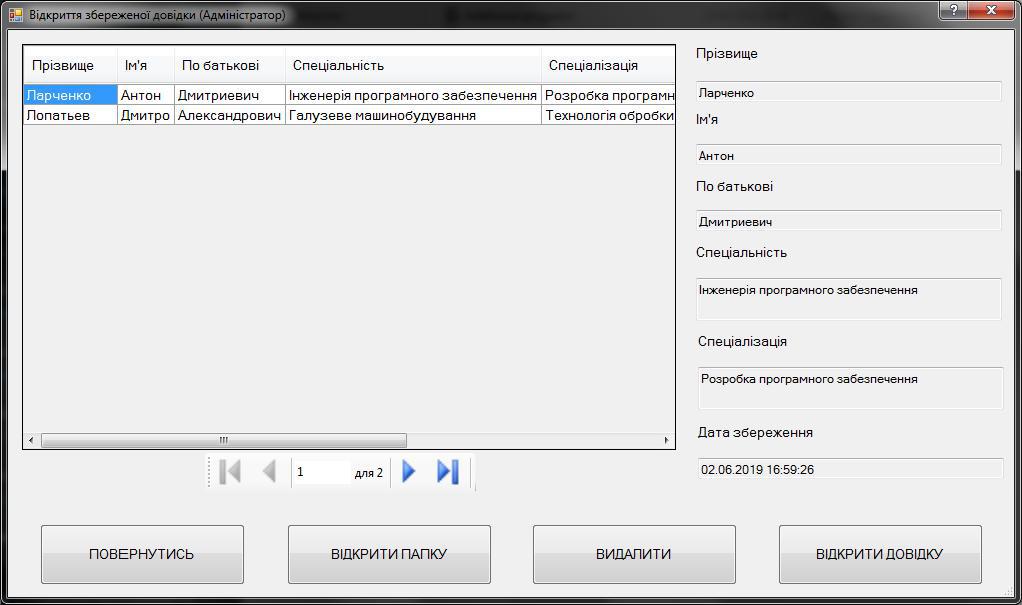 Відкриття збереженої довідки (Адміністратор)
Прізвище Ім'я По батькові Спеціальність Спеціалізація
Ларченко Антон Дмитриевич Інженерія програмного забезпечення Розробка програмн
Лопатьев Дмитро Александрович Галузеве машинобудування Технологія обробки
1 для 2
Прізвище
Ларченко
Ім'я
Антон
По батькові
Дмитриевич
Спеціальність
Інженерія програмного забезпечення
Спеціалізація
Розробка програмного забезпечення
Дата збереження
02.06.2019 16:59:26
ПОВЕРНУТИСЬ ВІДКРИТИ ПАПКУ ВИДАЛИТИ ВІДКРИТИ ДОВІДКУ